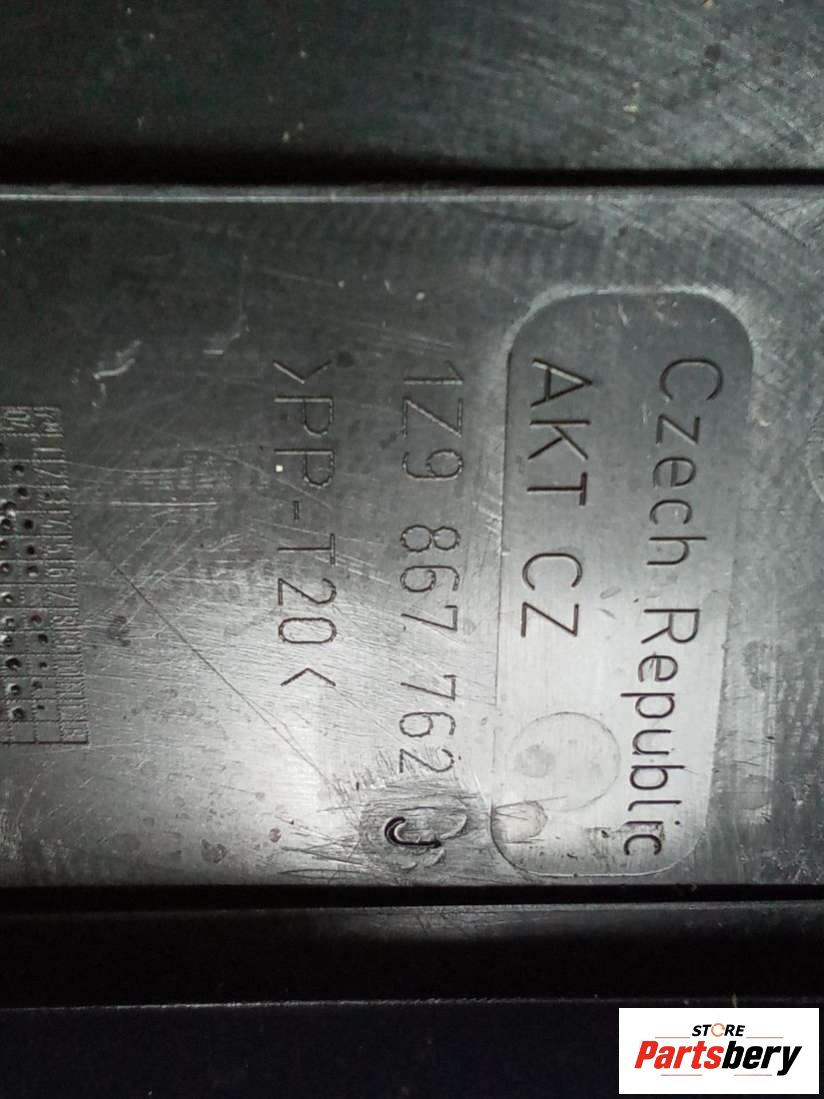 Czech Republic
AKT CZ
1Z9 867 762 J
>PP-T20<
STORE
Partsbery